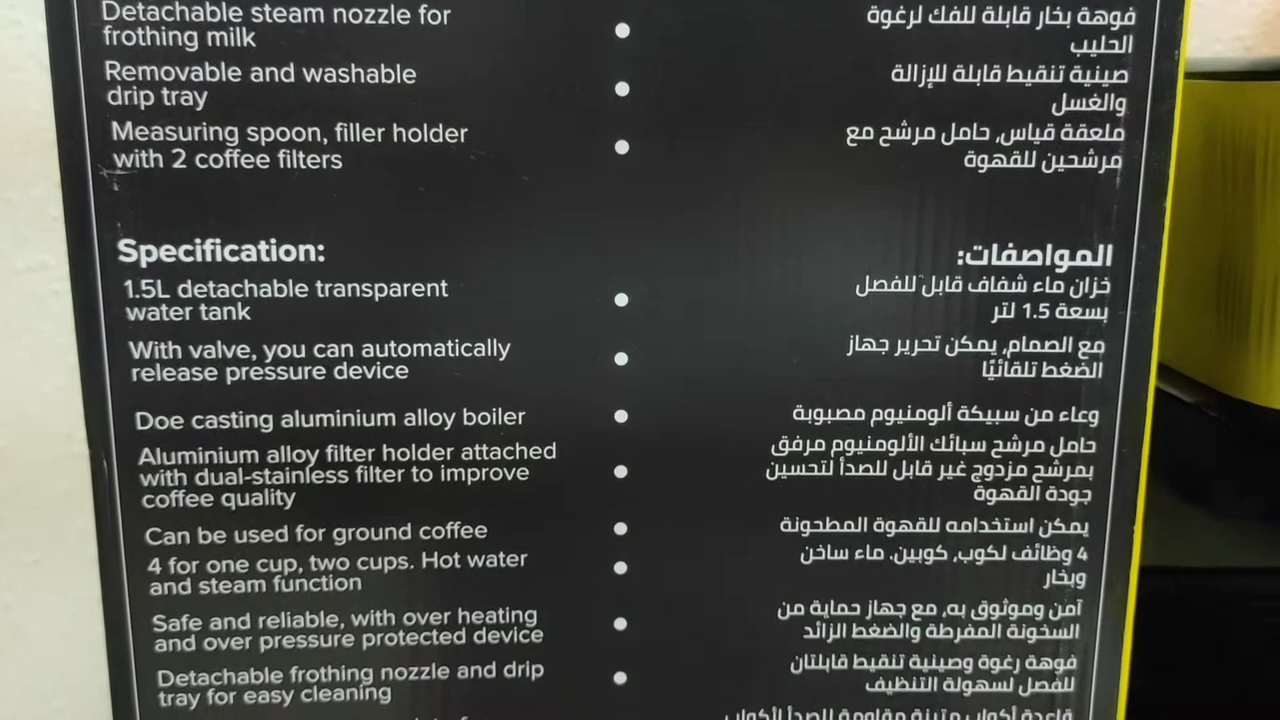 Detachable steam nozzle for
frothing milk
فوهة بخار قابلة للفك لرغوة
الحليب
Removable and washable
drip tray
صينية تنقيط قابلة للإزالة
والغسل
Measuring spoon, filler holder
with 2 coffee filters
ملعقة قياس، حامل مرشح مع
مرشحين للقهوة
Specification:
المواصفات:
1.5L detachable transparent
water tank
خزان ماء شفاف قابل للفصل
بسعة 1.5 لتر
With valve, you can automatically
release pressure device
مع الصمام، يمكن تحرير جهاز
الضغط تلقائيًا
Doe casting aluminium alloy boiler
وعاء من سبيكة ألومنيوم مصبوبة
Aluminium alloy filter holder attached
with dual-stainless filter to improve
coffee quality
حامل مرشح سبائك الألومنيوم مرفق
بمرشح مزدوج غير قابل للصدأ لتحسين
جودة القهوة
Can be used for ground coffee
يمكن استخدامه للقهوة المطحونة
4 for one cup, two cups. Hot water
and steam function
4 وظائف لكوب، كوبين. ماء ساخن
وبخار
Safe and reliable, with over heating
and over pressure protected device
آمن وموثوق به، مع جهاز حماية من
السخونة المفرطة والضغط الزائد
Detachable frothing nozzle and drip
tray for easy cleaning
فوهة رغوة وصينية تنقيط قابلتان
للفصل لسهولة التنظيف
قاعدة أكواب متينة مقاومة للصدأ لأكواب